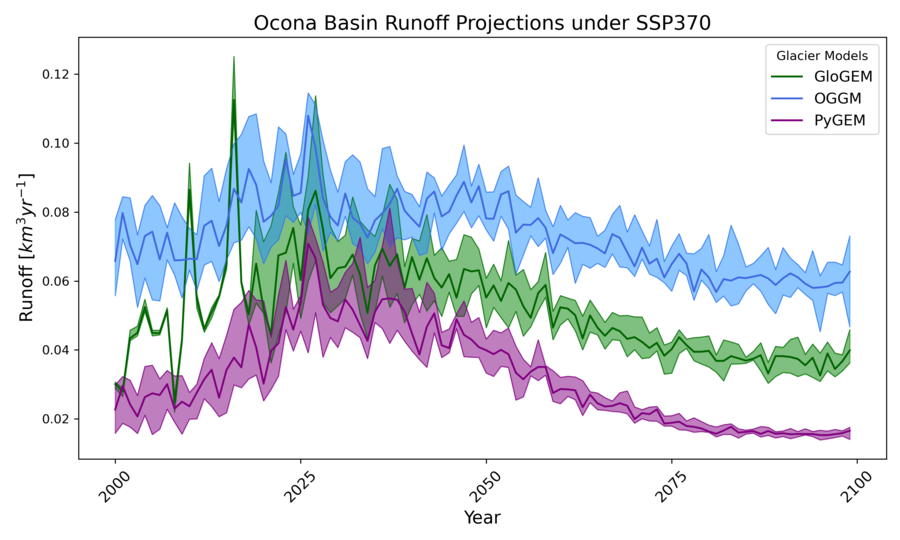 Ocona Basin Runoff Projections under SSP370
Runoff [km³yr⁻¹]
0.12
0.10
0.08
0.06
0.04
0.02
Glacier Models
GloGEM
OGGM
PyGEM
2000
2025
2050
2075
2100
Year